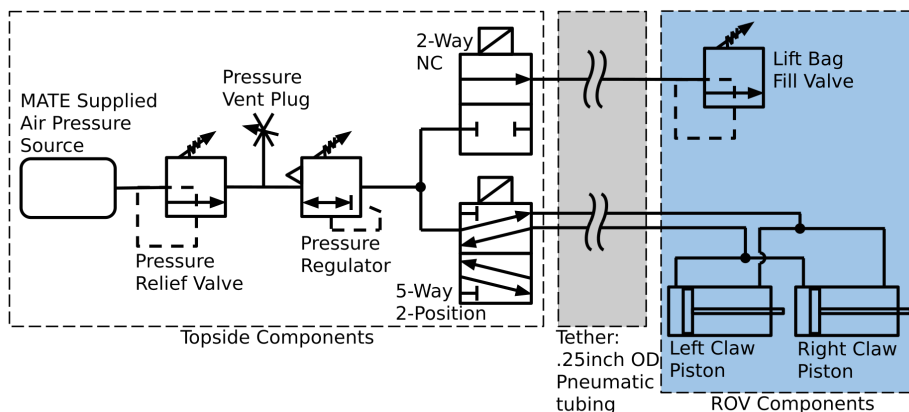 2-Way
NC
Pressure
Vent Plug
MATE Supplied
Air Pressure
Source
Lift Bag
Fill Valve
Pressure
Relief Valve
Pressure
Regulator
5-Way
2-Position
Topside Components
Tether:
.25inch OD
Pneumatic
tubing
Left Claw
Piston
Right Claw
Piston
ROV Components